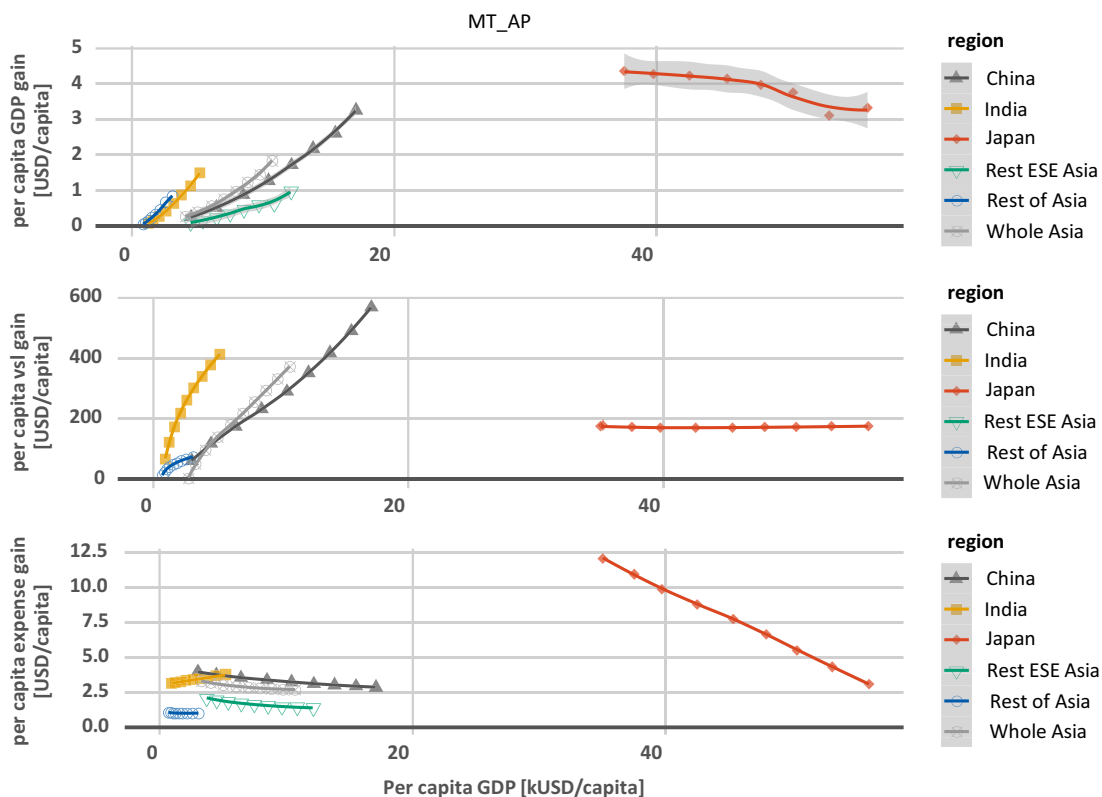 MT_AP
per capita GDP gain
[USD/capita]
5
4
3
2
1
0
0
20
40
region
China
India
Japan
Rest ESE Asia
Rest of Asia
Whole Asia
per capita vsl gain
[USD/capita]
600
400
200
0
0
20
40
region
China
India
Japan
Rest ESE Asia
Rest of Asia
Whole Asia
per capita expense gain
[USD/capita]
12.5
10.0
7.5
5.0
2.5
0.0
0
20
40
region
China
India
Japan
Rest ESE Asia
Rest of Asia
Whole Asia
Per capita GDP [kUSD/capita]